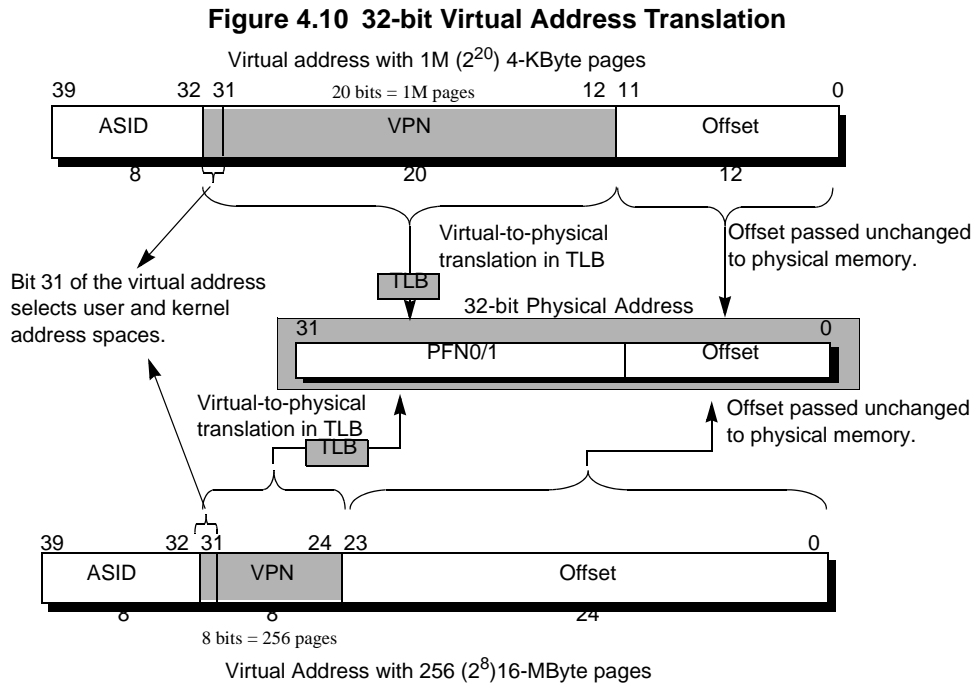 Figure 4.10 32-bit Virtual Address Translation
Virtual address with 1M (2^20) 4-KByte pages
39 32 31 20 bits = 1M pages 12 11 0
ASID VPN Offset
8 20 12
Virtual-to-physical
translation in TLB
Offset passed unchanged
to physical memory.
Bit 31 of the virtual address
selects user and kernel
address spaces.
TLB
32-bit Physical Address
31 0
PFN0/1 Offset
Virtual-to-physical
translation in TLB
TLB
Offset passed unchanged
to physical memory.
39 32 31 24 23 0
ASID VPN Offset
8 8 24
8 bits = 256 pages
Virtual Address with 256 (2^8)16-MByte pages